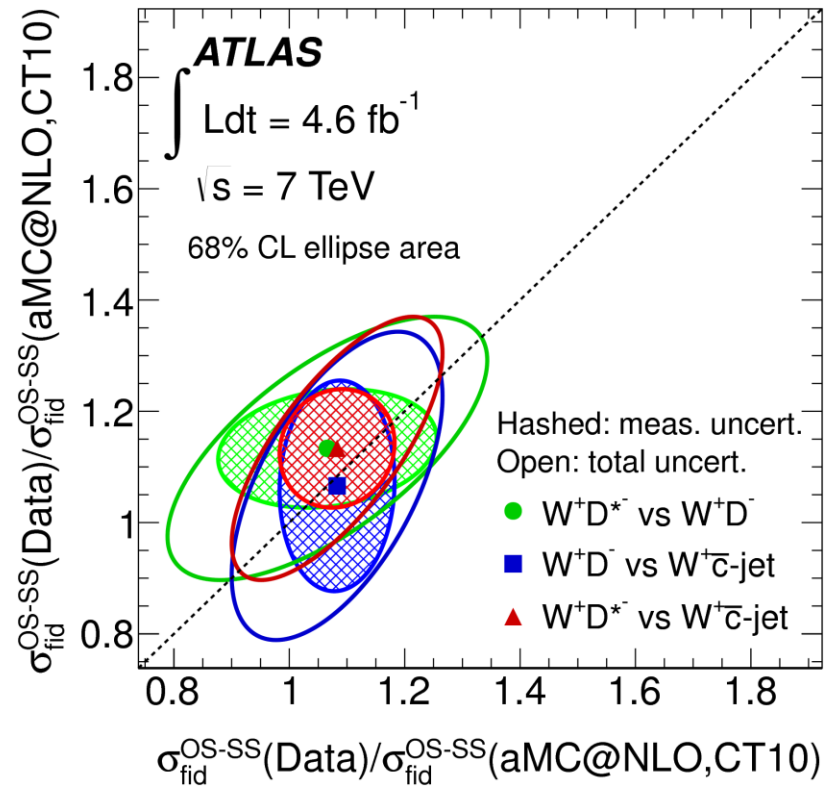 σ_fid^OS-SS(Data)/σ_fid^OS-SS(aMC@NLO,CT10)
ATLAS
∫ Ldt = 4.6 fb⁻¹
√s = 7 TeV
68% CL ellipse area
1.8
1.6
1.4
1.2
1
0.8
Hashed: meas. uncert.
Open: total uncert.
W⁺D*⁻ vs W⁺D⁻
W⁺D⁻ vs W⁺c̅-jet
W⁺D*⁻ vs W⁺c̅-jet
0.8 1 1.2 1.4 1.6 1.8
σ_fid^OS-SS(Data)/σ_fid^OS-SS(aMC@NLO,CT10)